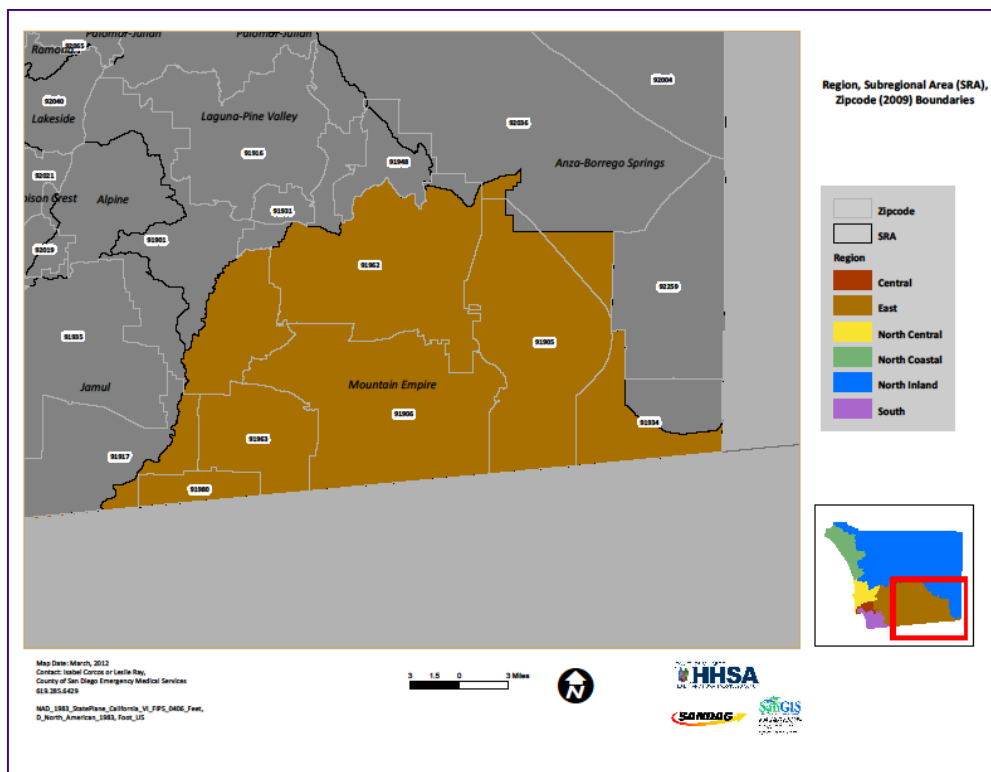 Region, Subregional Area (SRA),
Zipcode (2009) Boundaries
Palomar-Julian
Palomar-Julian
92065
Ramona
92004
92040
Lakeside
Laguna-Pine Valley
92036
91916
91948
Anza-Borrego Springs
92021
Crest
Alpine
91931
91901
92019
91962
92259
91935
91905
Jamul
Mountain Empire
91906
91934
91963
91917
91980
Zipcode
SRA
Region
Central
East
North Central
North Coastal
North Inland
South
Map Date: March, 2012
Contact: Isabel Corcos or Leslie Ray,
County of San Diego Emergency Medical Services
619.285.6429
NAD_1983_StatePlane_California_VI_FIPS_0406_Feet,
D_North_American_1983, Foot_US
3 1.5 0 3 Miles
N
HHSA
SANDAG
SanGIS